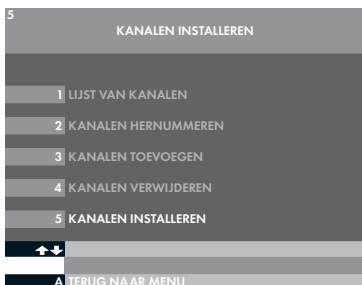 5
KANALEN INSTALLEREN
1 LIJST VAN KANALEN
2 KANALEN HERNUMMEREN
3 KANALEN TOEVOEGEN
4 KANALEN VERWIJDEREN
5 KANALEN INSTALLEREN
A TERUG NAAR MENU